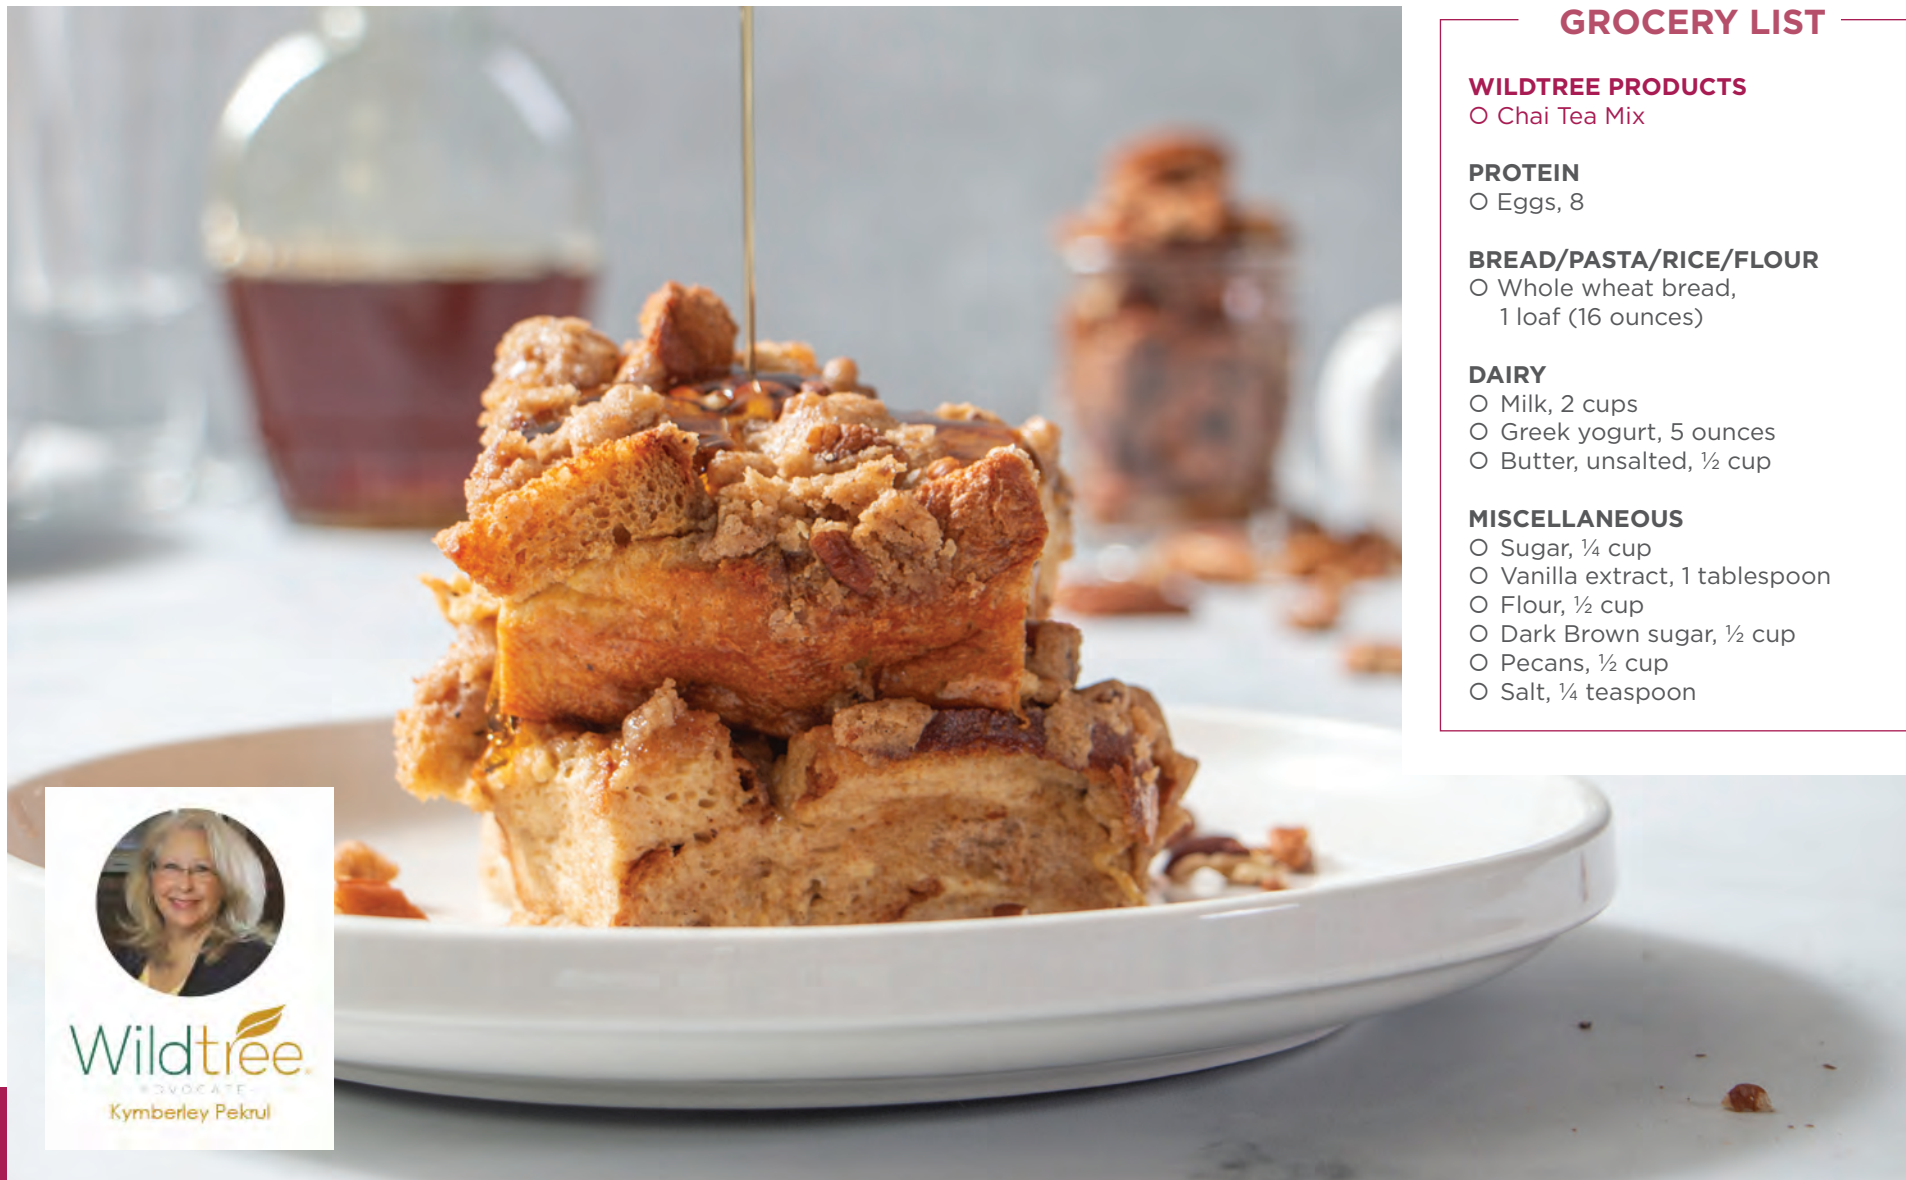 GROCERY LIST
WILDTREE PRODUCTS
O Chai Tea Mix
PROTEIN
O Eggs, 8
BREAD/PASTA/RICE/FLOUR
O Whole wheat bread,
1 loaf (16 ounces)
DAIRY
O Milk, 2 cups
O Greek yogurt, 5 ounces
O Butter, unsalted, ½ cup
MISCELLANEOUS
O Sugar, ¼ cup
O Vanilla extract, 1 tablespoon
O Flour, ½ cup
O Dark Brown sugar, ½ cup
O Pecans, ½ cup
O Salt, ¼ teaspoon
Wildtree
ADVOCATE
Kymberley Pekrul